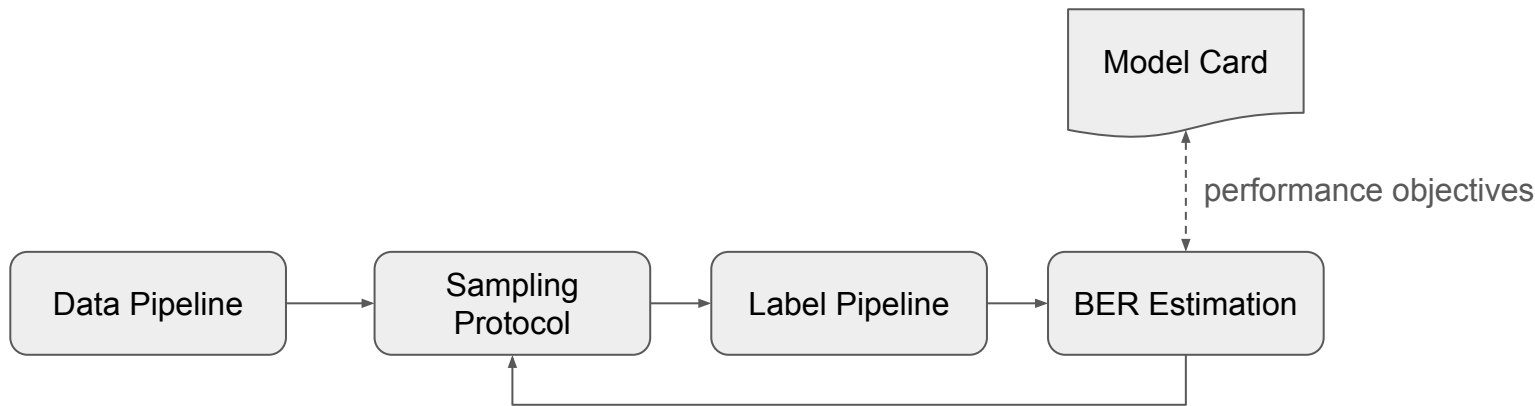 Model Card
performance objectives
Data Pipeline
Sampling
Protocol
Label Pipeline
BER Estimation